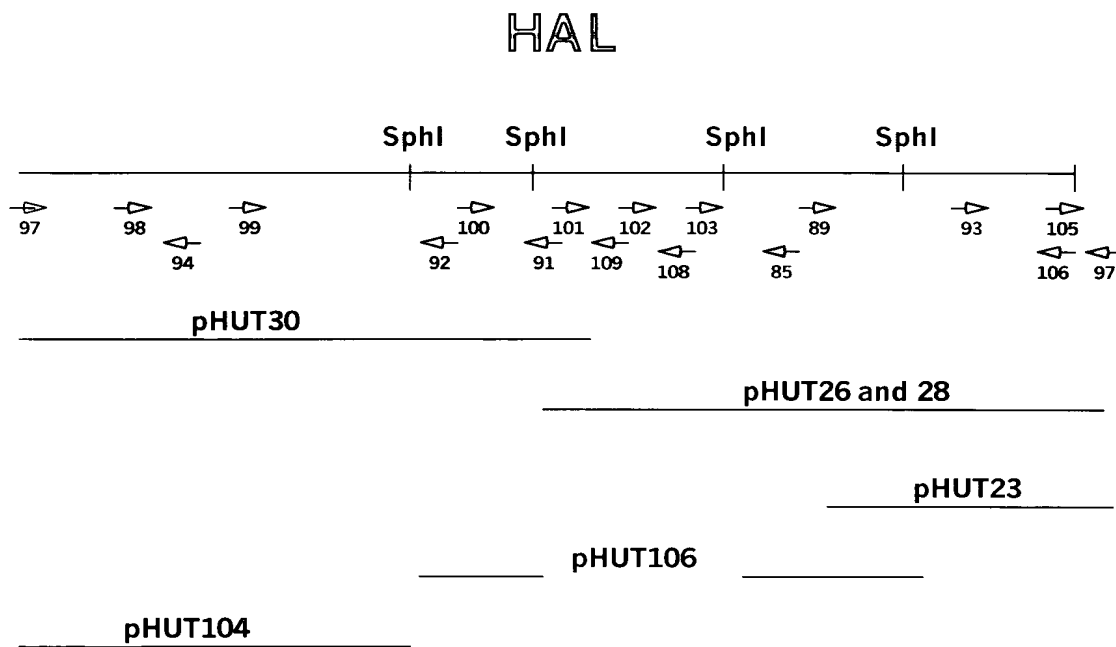 HAL
SphI SphI SphI SphI
97 98 99 100 101 102 103 89 93 105
94 92 91 109 108 85 106 97
pHUT30
pHUT26 and 28
pHUT23
pHUT106
pHUT104